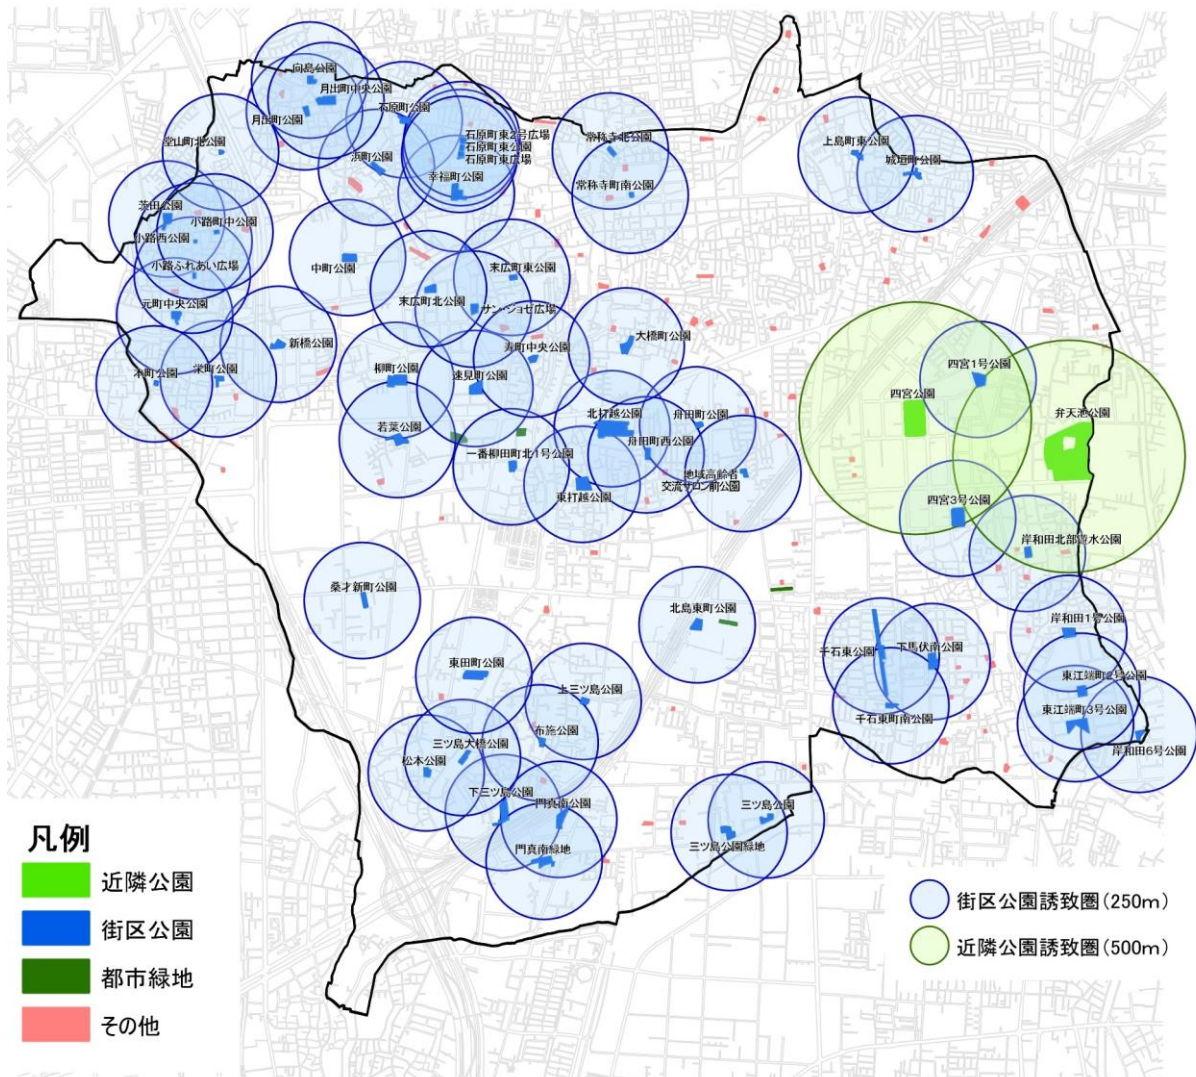 向島公園
月出町中央公園
月出町公園
石原町公園
堂山町北公園
浜町公園
石原町東2号広場
石原町東公園
石原町東広場
幸福町公園
常称寺北公園
常称寺町南公園
上島町東公園
城垣町公園
小路町中公園
小路西公園
小路ふれあい広場
中町公園
末広町東公園
末広町北公園
サン・ジョゼ広場
元町中央公園
新橋公園
寿町中央公園
大橋町公園
本町公園
栄町公園
柳町公園
速見町公園
四宮1号公園
四宮公園
弁天池公園
若葉公園
北打越公園
舟田町公園
舟田町西公園
一番柳田町北1号公園
地域高齢者
交流サロン前公園
東打越公園
四宮3号公園
岸和田北部遊水公園
桑才新町公園
北島東町公園
岸和田1号公園
千石東公園
下馬伏南公園
東田町公園
上三ツ島公園
東江端町2号公園
東江端町3号公園
千石東町南公園
布施公園
三ツ島大橋公園
松本公園
岸和田6号公園
下三ツ島公園
門真南公園
三ツ島公園
三ツ島公園緑地
門真南緑地
凡例
近隣公園
街区公園
都市緑地
その他
街区公園誘致圏(250m)
近隣公園誘致圏(500m)